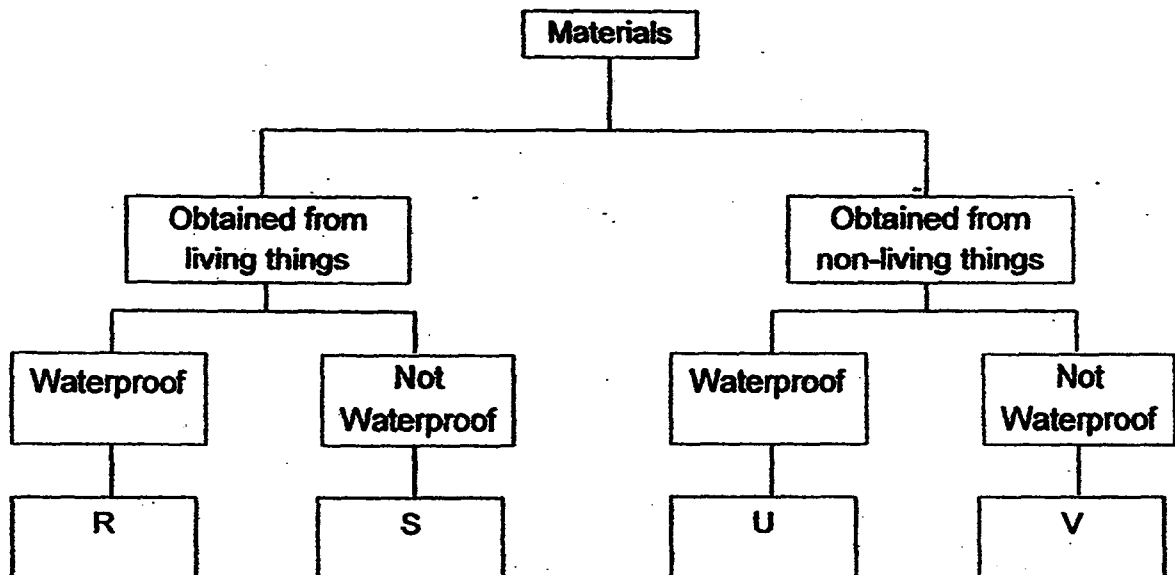 Materials
Obtained from
living things
Obtained from
non-living things
Waterproof
Not
Waterproof
Waterproof
Not
Waterproof
R
S
U
V